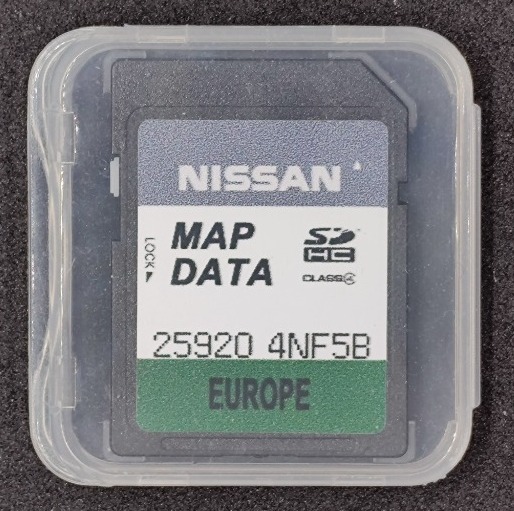 NISSAN
MAP
DATA
LOCK
SD
HC
CLASS 4
25920 4NF5B
EUROPE